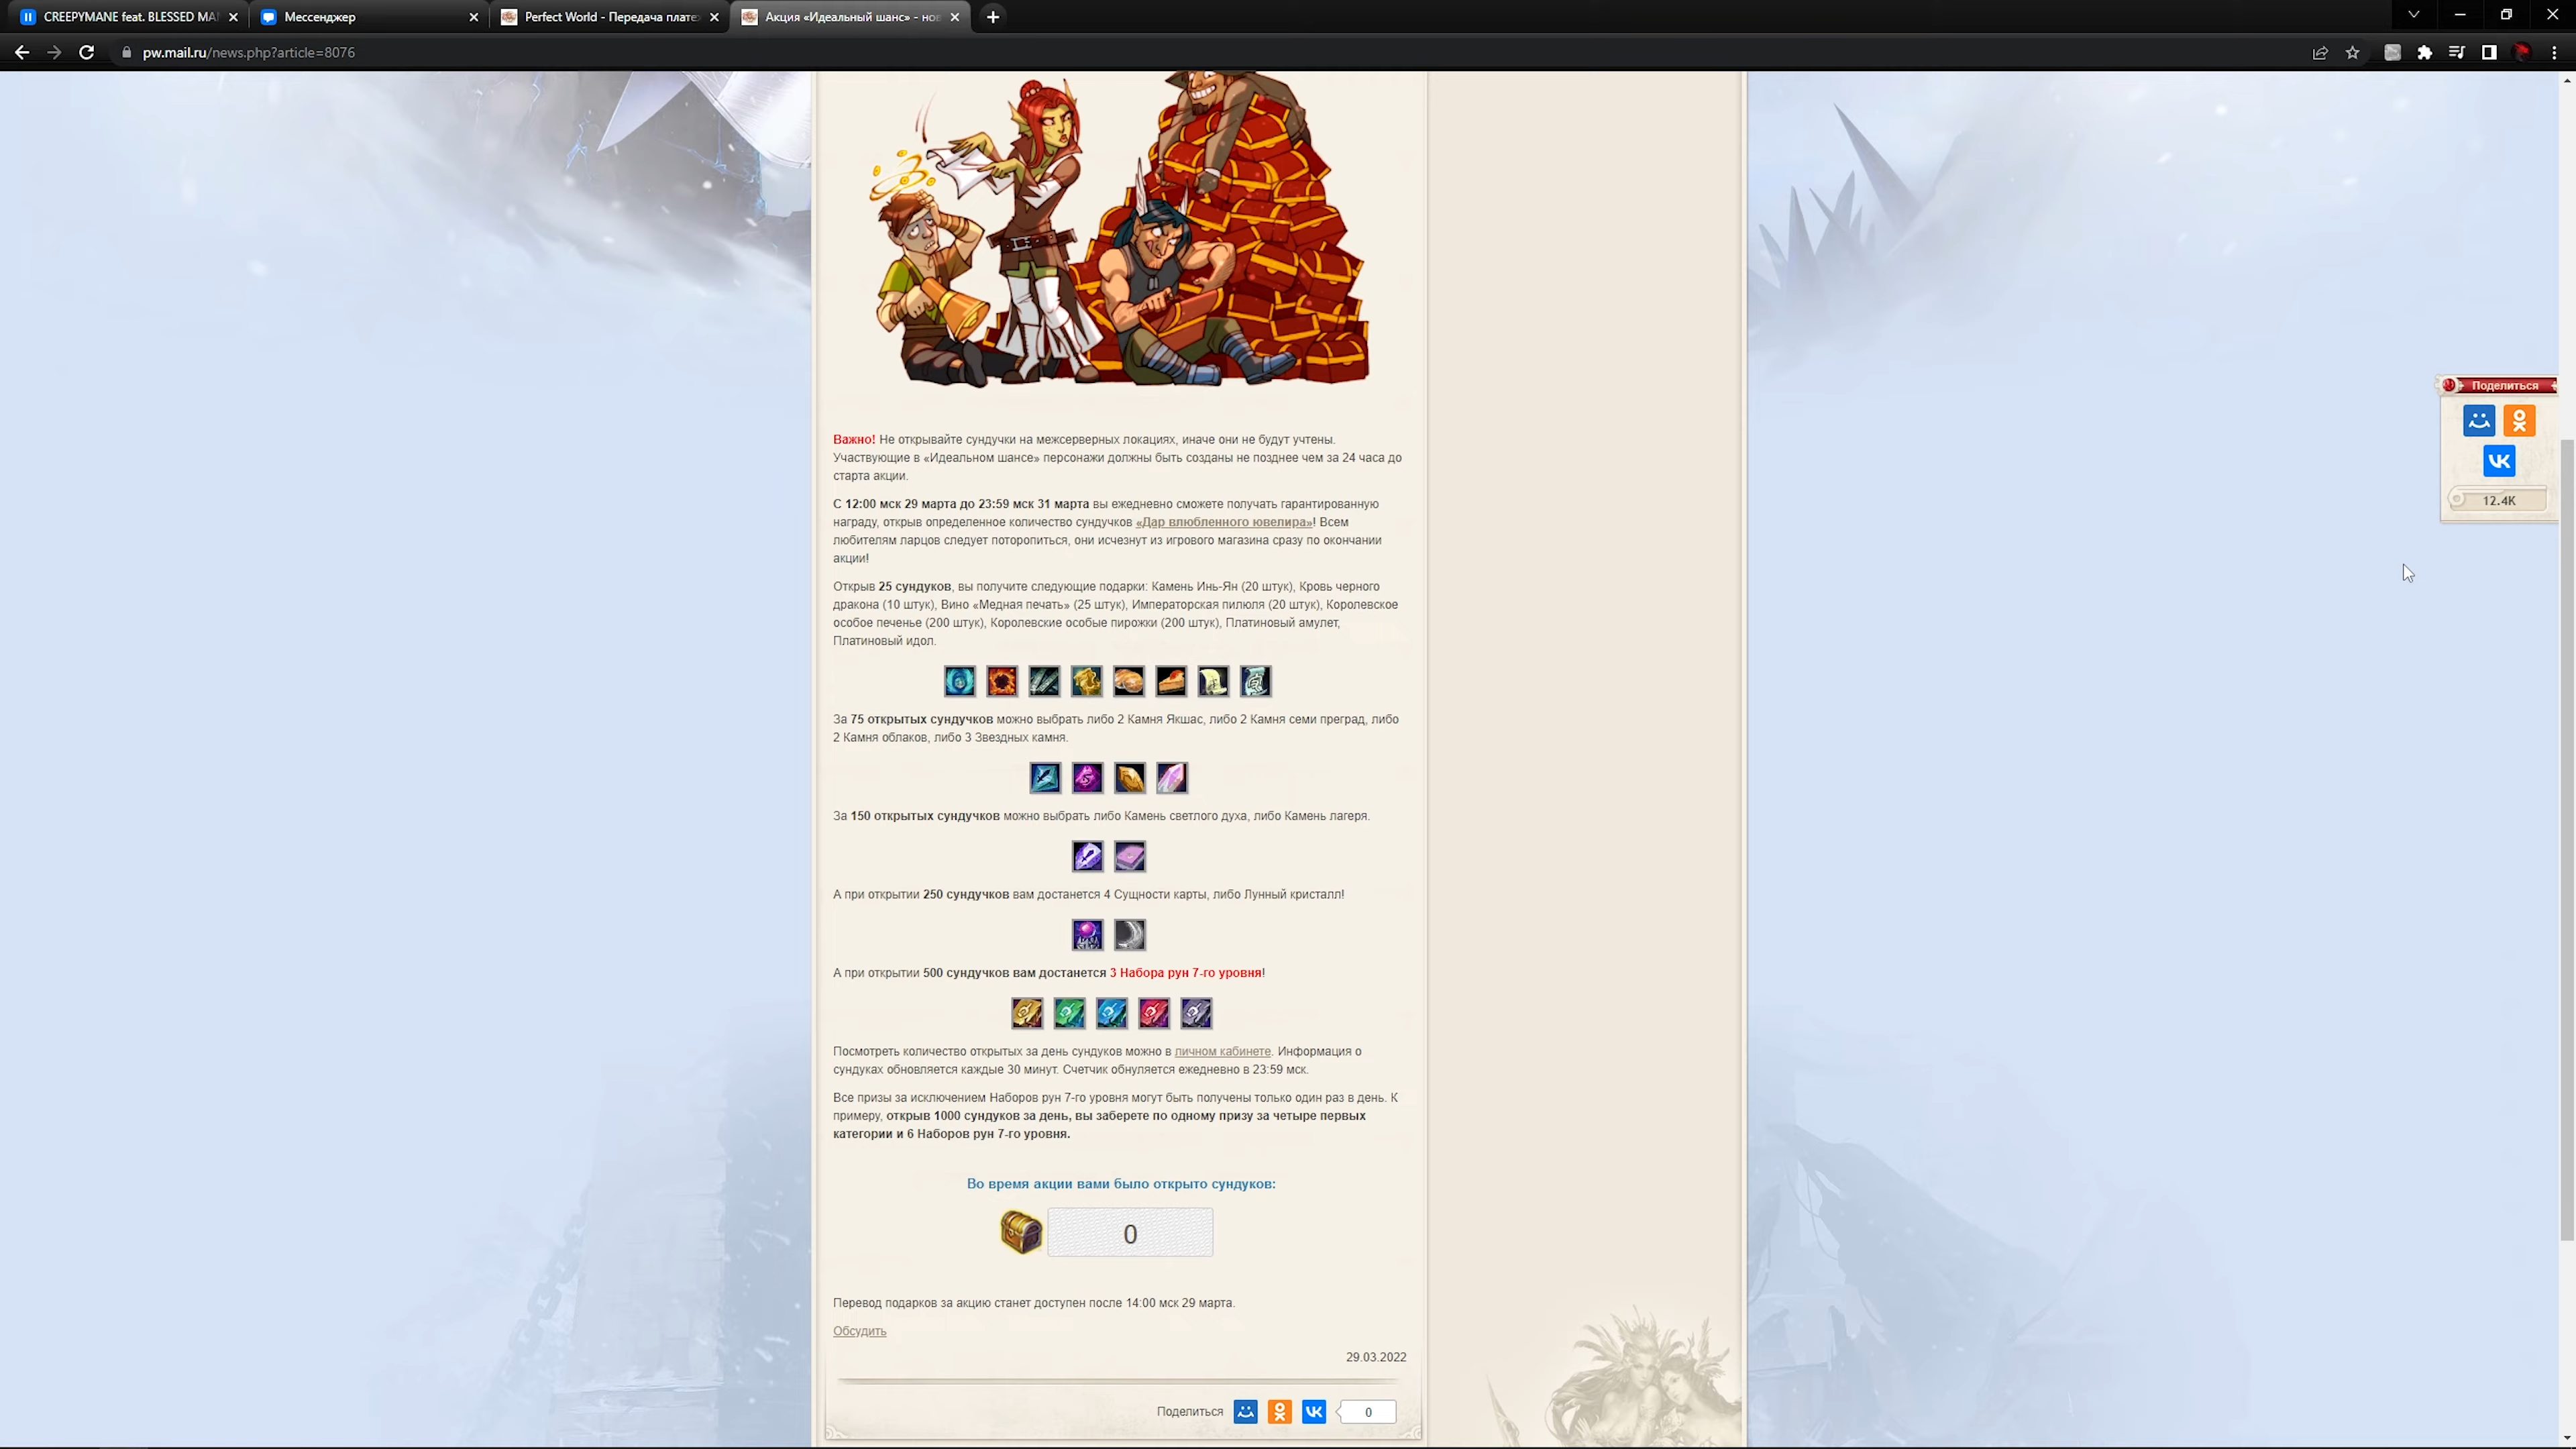 CREEPYMANE feat. BLESSED MA
Мессенджер
Perfect World - Передача плате
Акция «Идеальный шанс» - нов
pw.mail.ru/news.php?article=8076
Поделиться
12.4K
Важно! Не открывайте сундучки на межсерверных локациях, иначе они не будут учтены.
Участвующие в «Идеальном шансе» персонажи должны быть созданы не позднее чем за 24 часа до
старта акции.
С 12:00 мск 29 марта до 23:59 мск 31 марта вы ежедневно сможете получать гарантированную
награду, открыв определенное количество сундучков «Дар влюбленного ювелира»! Всем
любителям ларцов следует поторопиться, они исчезнут из игрового магазина сразу по окончании
акции!
Открыв 25 сундуков, вы получите следующие подарки: Камень Инь-Ян (20 штук), Кровь черного
дракона (10 штук), Вино «Медная печать» (25 штук), Императорская пилюля (20 штук), Королевское
особое печенье (200 штук), Королевские особые пирожки (200 штук), Платиновый амулет,
Платиновый идол.
За 75 открытых сундучков можно выбрать либо 2 Камня Якшас, либо 2 Камня семи преград, либо
2 Камня облаков, либо 3 Звездных камня.
За 150 открытых сундучков можно выбрать либо Камень светлого духа, либо Камень лагеря.
А при открытии 250 сундучков вам достанется 4 Сущности карты, либо Лунный кристалл!
А при открытии 500 сундучков вам достанется 3 Набора рун 7-го уровня!
Посмотреть количество открытых за день сундуков можно в личном кабинете. Информация о
сундуках обновляется каждые 30 минут. Счетчик обнуляется ежедневно в 23:59 мск.
Все призы за исключением Наборов рун 7-го уровня могут быть получены только один раз в день. К
примеру, открыв 1000 сундуков за день, вы заберете по одному призу за четыре первых
категории и 6 Наборов рун 7-го уровня.
Во время акции вами было открыто сундуков:
0
Перевод подарков за акцию станет доступен после 14:00 мск 29 марта.
Обсудить
29.03.2022
Поделиться
0